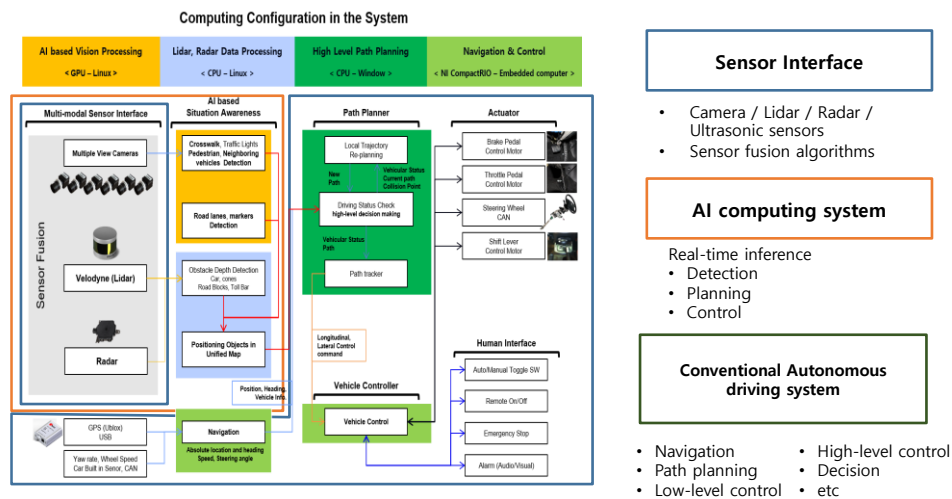 Computing Configuration in the System
AI based Vision Processing
< GPU – Linux >
Lidar, Radar Data Processing
< CPU – Linux >
High Level Path Planning
< CPU – Window >
Navigation & Control
< NI CompactRIO – Embedded computer >
Multi-modal Sensor Interface
Multiple View Cameras
Sensor Fusion
Velodyne (Lidar)
Radar
AI based
Situation Awareness
Crosswalk, Traffic Lights
Pedestrian, Neighboring
vehicles Detection
Road lanes, markers
Detection
Obstacle Depth Detection
Car, cones
Road Blocks, Toll Bar
Positioning Objects in
Unified Map
Position, Heading,
Vehicle Info.
GPS (Ublox)
USB
Yaw rate, Wheel Speed
Car Built in Senor, CAN
Navigation
Absolute location and heading
Speed, Steering angle
Path Planner
Local Trajectory
Re-planning
New
Path
Vehicular Status
Current path
Collision Point
Driving Status Check
high-level decision making
Vehicular Status
Path
Path tracker
Longitudinal,
Lateral Control
command
Vehicle Controller
Vehicle Control
Actuator
Brake Pedal
Control Motor
Throttle Pedal
Control Motor
Steering Wheel
CAN
Shift Lever
Control Motor
Human Interface
Auto/Manual Toggle SW
Remote On/Off
Emergency Stop
Alarm (Audio/Visual)
Sensor Interface
• Camera / Lidar / Radar /
Ultrasonic sensors
• Sensor fusion algorithms
AI computing system
Real-time inference
• Detection
• Planning
• Control
Conventional Autonomous
driving system
• Navigation
• Path planning
• Low-level control
• High-level control
• Decision
• etc